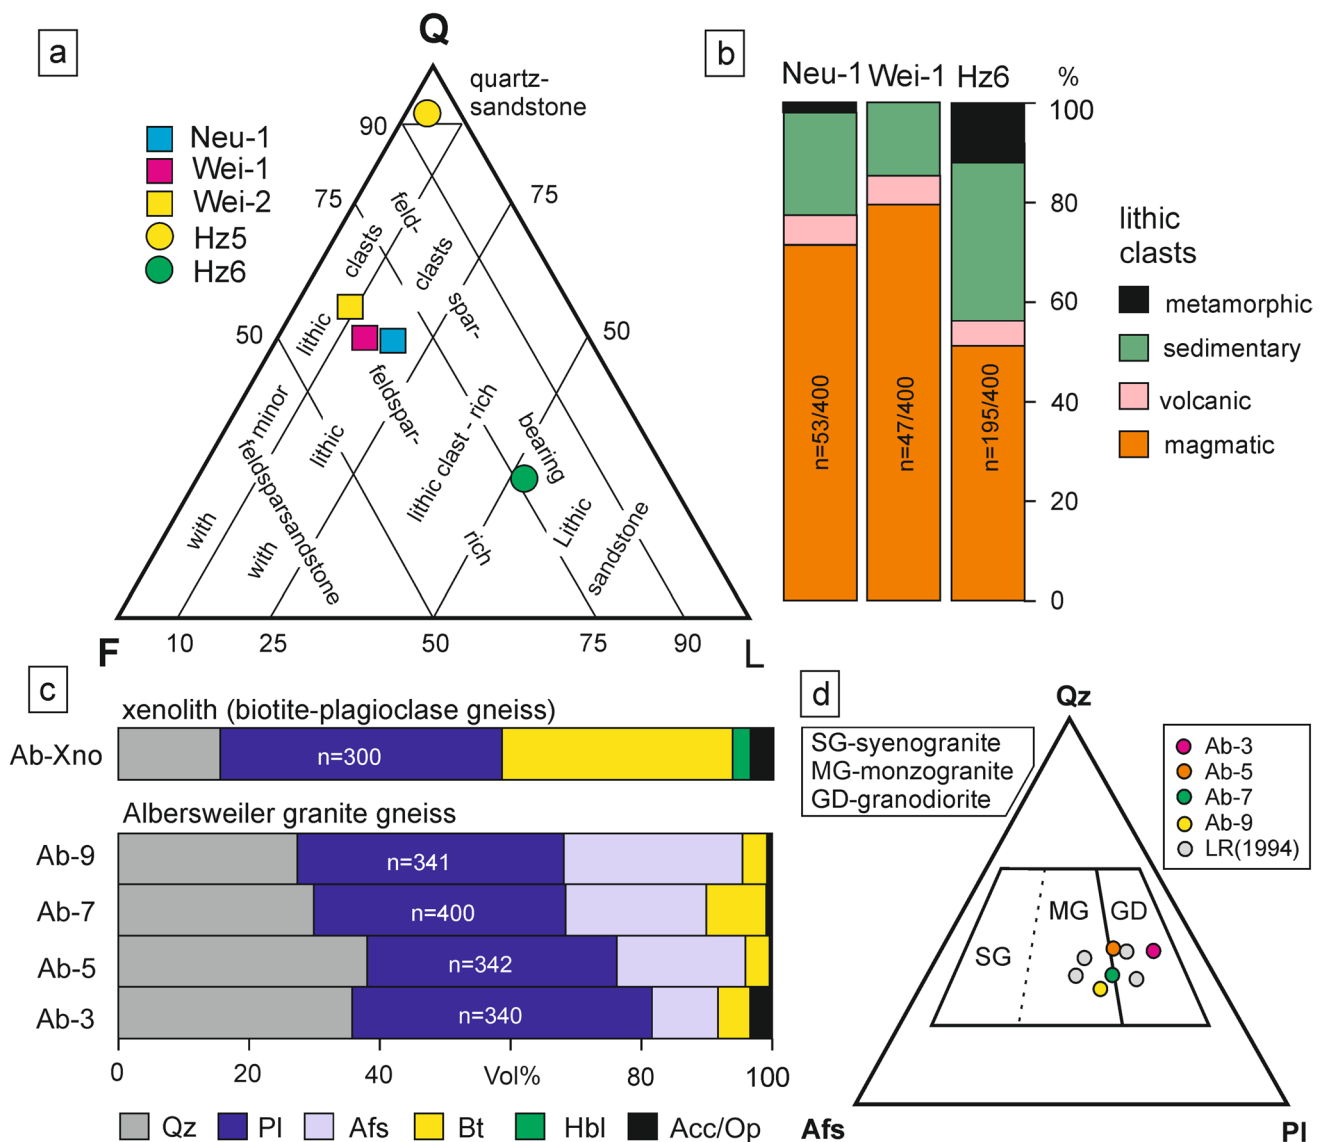 a
Q
quartz-
sandstone
90
75
75
50
50
Neu-1
Wei-1
Wei-2
Hz5
Hz6
feld-
spar-
bearing
clasts
clasts
lithic
minor
with
feldspar-
lithic
with
feldsparsandstone
lithic clast - rich
rich
Lithic
sandstone
F
10
25
50
75
90
L
b
Neu-1
Wei-1
Hz6
%
100
80
60
40
20
0
n=53/400
n=47/400
n=195/400
lithic
clasts
metamorphic
sedimentary
volcanic
magmatic
c
xenolith (biotite-plagioclase gneiss)
Ab-Xno
n=300
Albersweiler granite gneiss
Ab-9
n=341
Ab-7
n=400
Ab-5
n=342
Ab-3
n=340
0
20
40
Vol%
80
100
Qz
Pl
Afs
Bt
Hbl
Acc/Op
d
Qz
SG-syenogranite
MG-monzogranite
GD-granodiorite
Ab-3
Ab-5
Ab-7
Ab-9
LR(1994)
MG
GD
SG
Afs
Pl